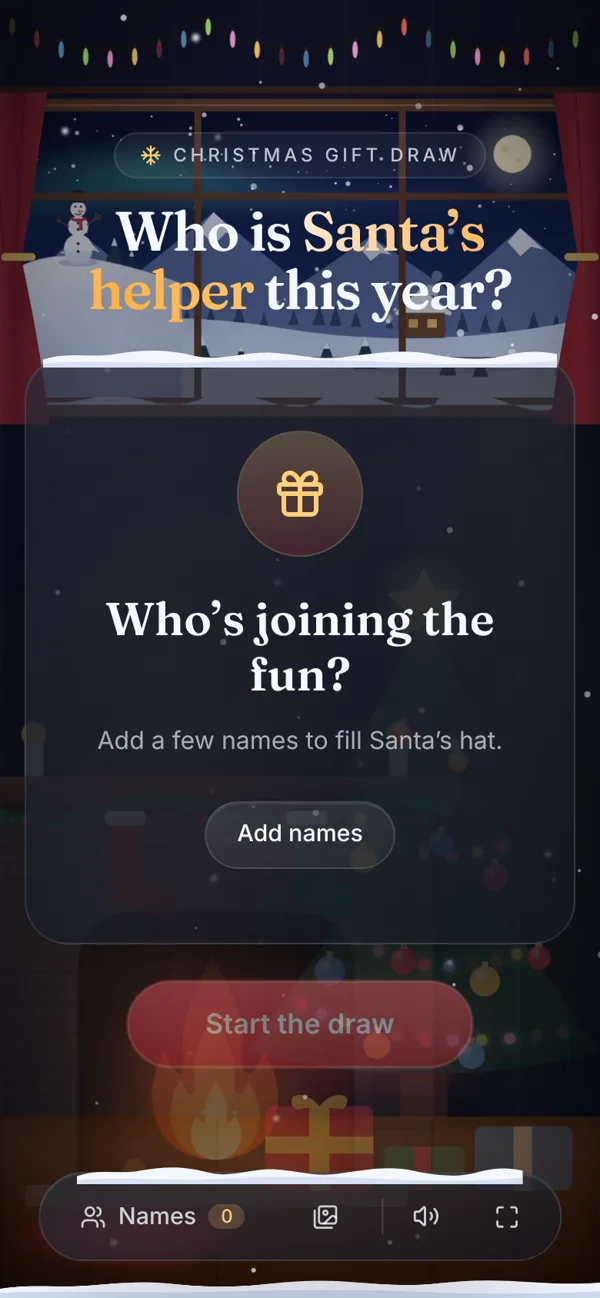 CHRISTMAS GIFT DRAW
Who is Santa’s
helper this year?
Who’s joining the
fun?
Add a few names to fill Santa’s hat.
Add names
Start the draw
Names 0